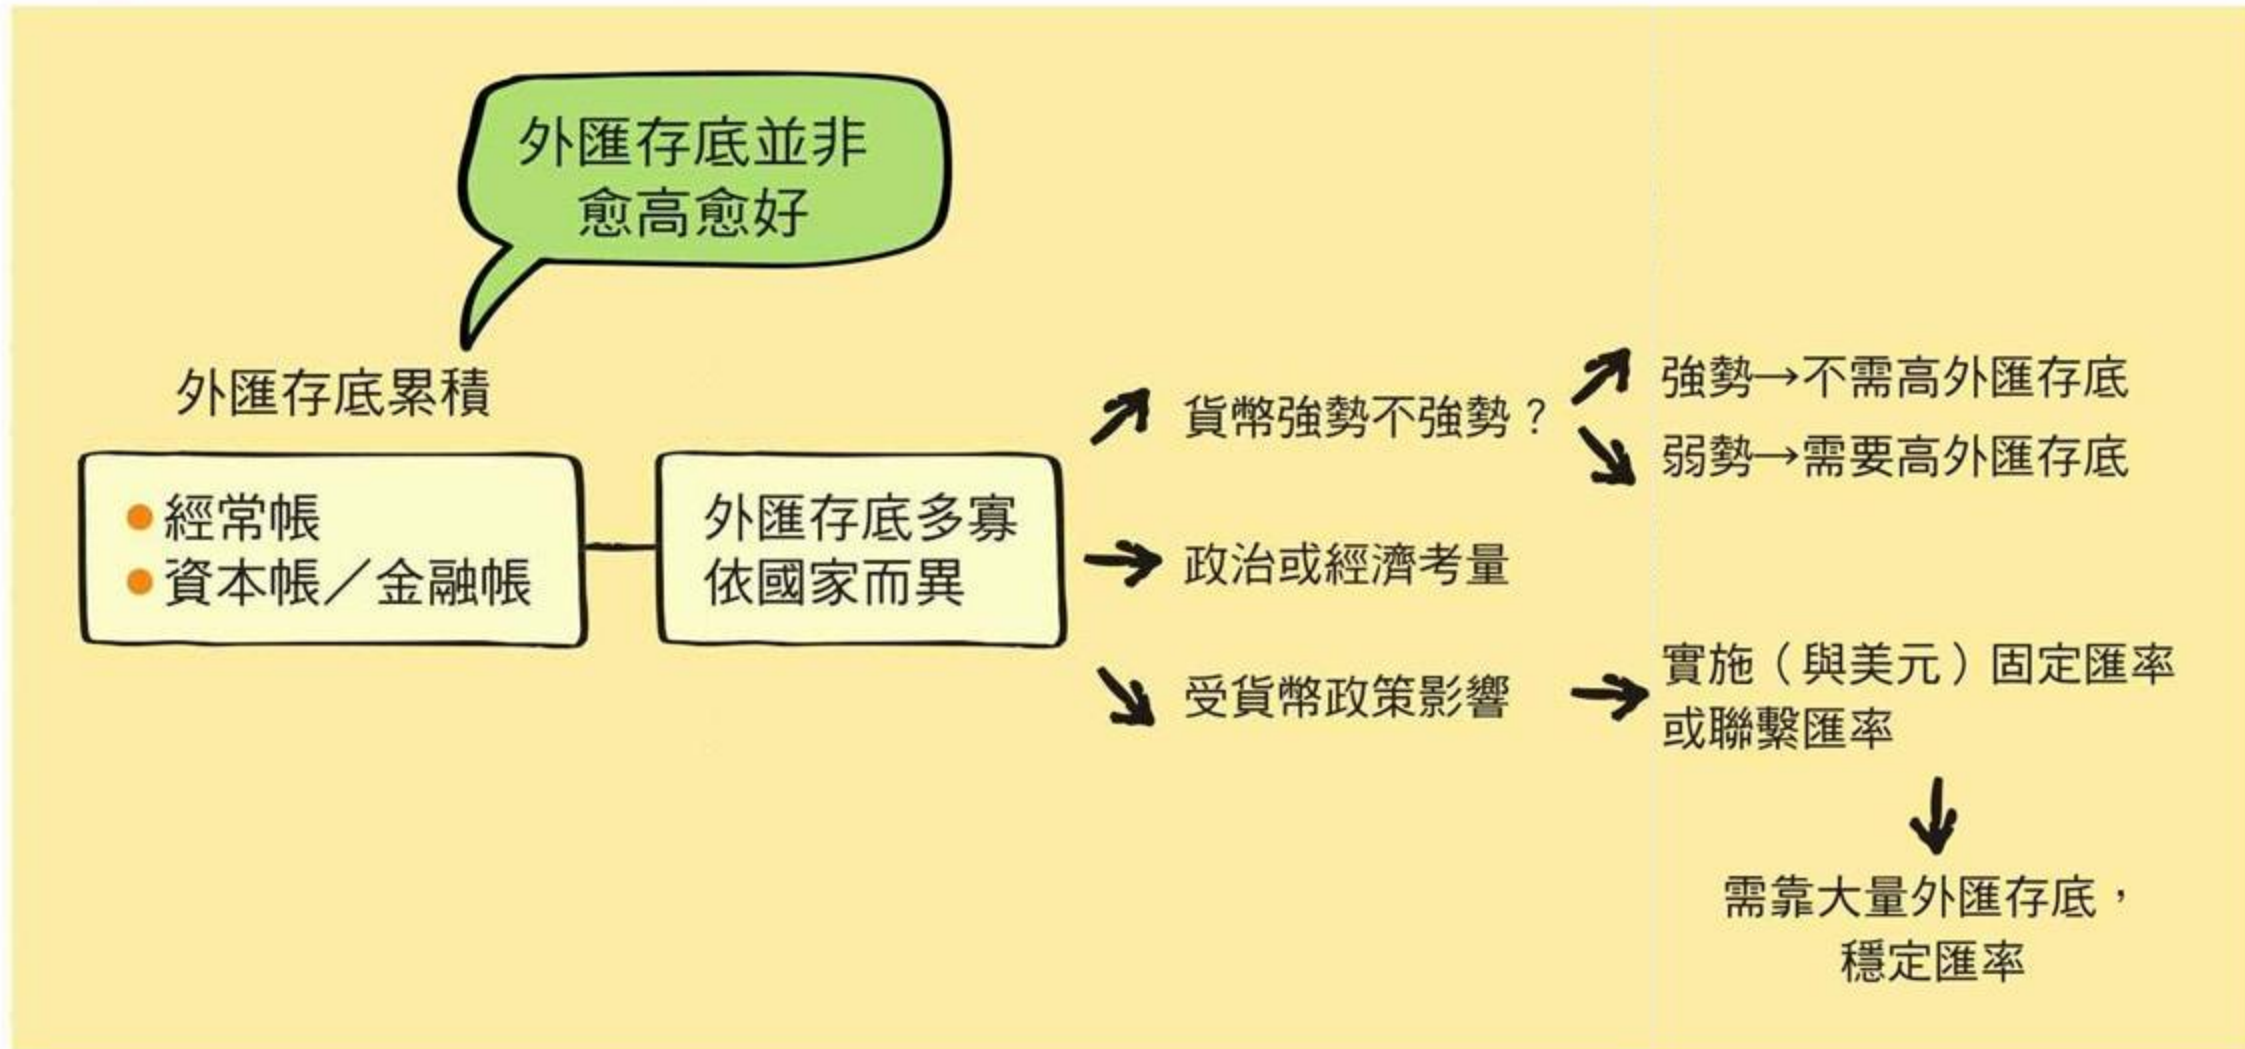 外匯存底並非
愈高愈好
外匯存底累積
●經常帳
●資本帳／金融帳
外匯存底多寡
依國家而異
貨幣強勢不強勢？
強勢→不需高外匯存底
弱勢→需要高外匯存底
政治或經濟考量
受貨幣政策影響
實施（與美元）固定匯率
或聯繫匯率
需靠大量外匯存底，
穩定匯率